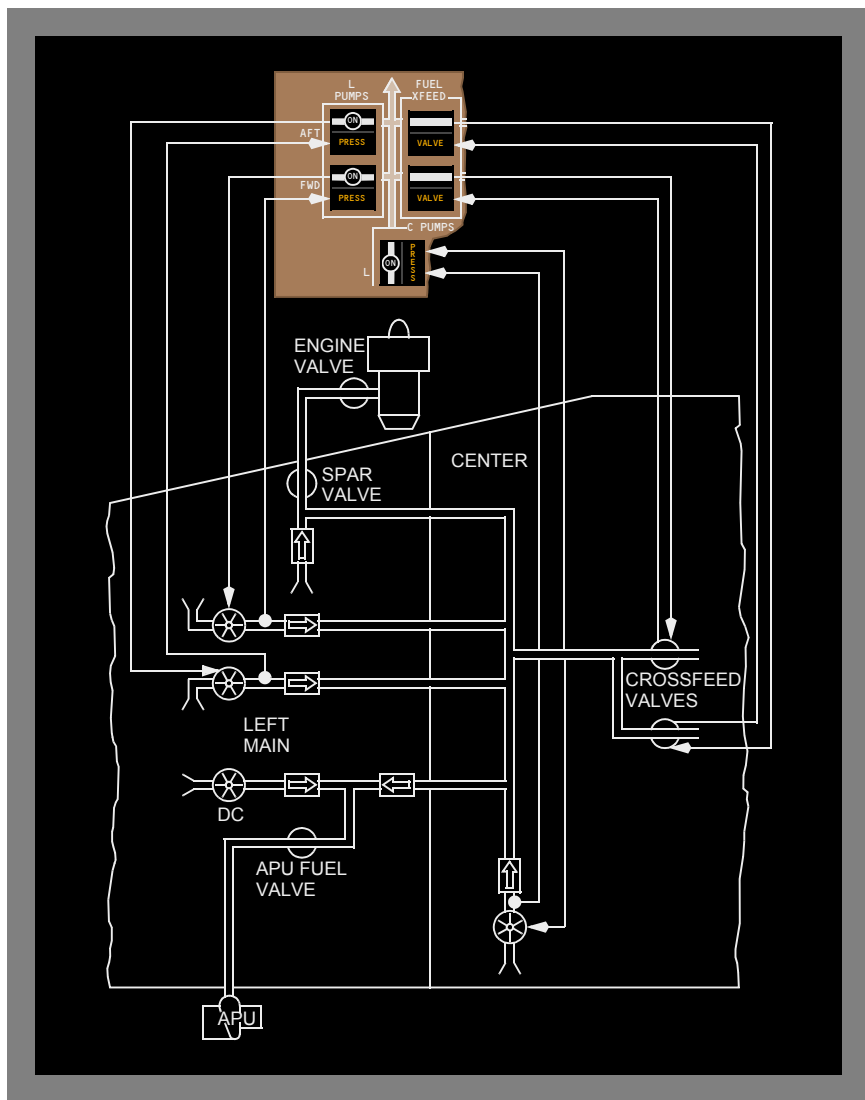 L
PUMPS
FUEL
XFEED
ON
AFT
PRESS
VALVE
ON
FWD
PRESS
VALVE
C PUMPS
L
ON
PRESS
ENGINE
VALVE
CENTER
SPAR
VALVE
CROSSFEED
VALVES
LEFT
MAIN
DC
APU FUEL
VALVE
APU